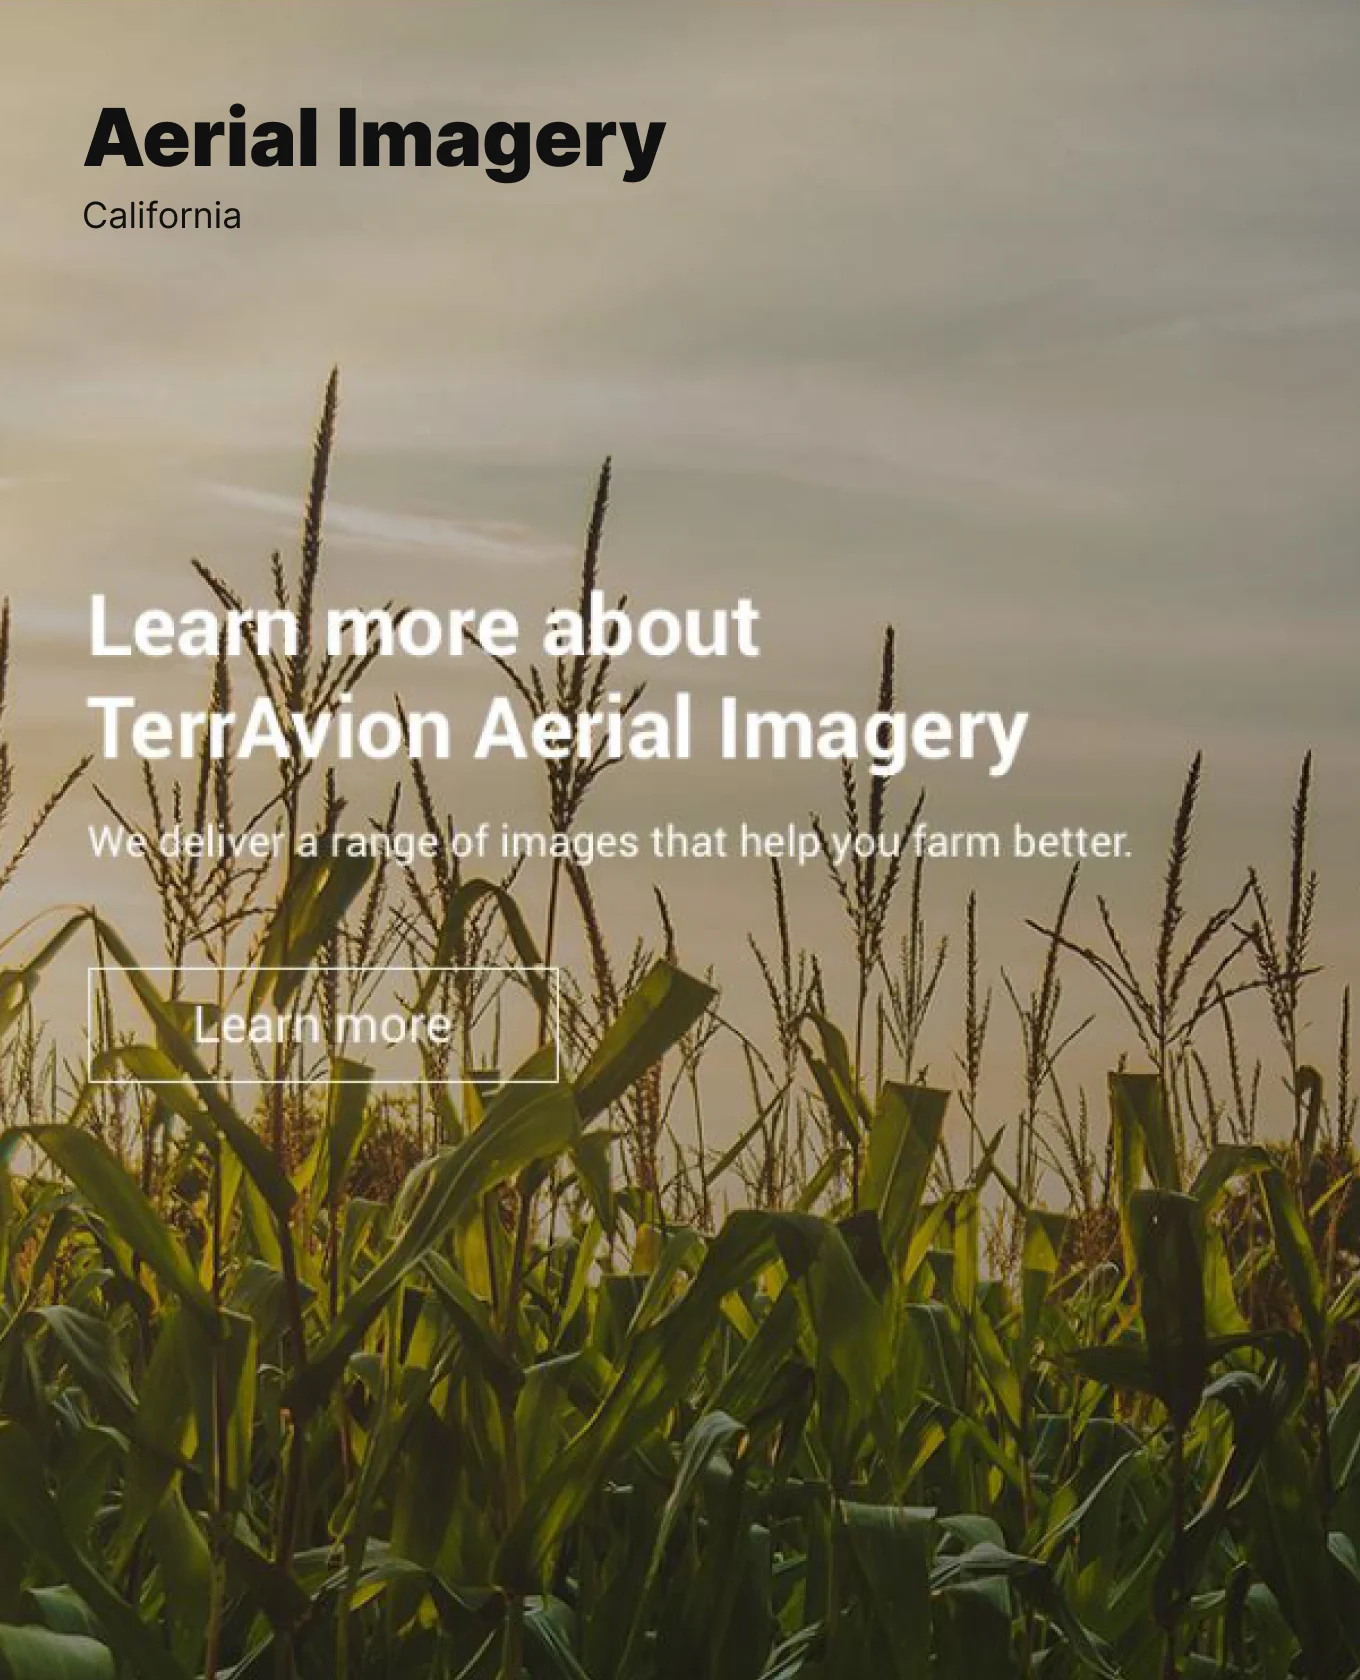 Aerial Imagery
California
Learn more about
TerrAvion Aerial Imagery
We deliver a range of images that help you farm better.
Learn more